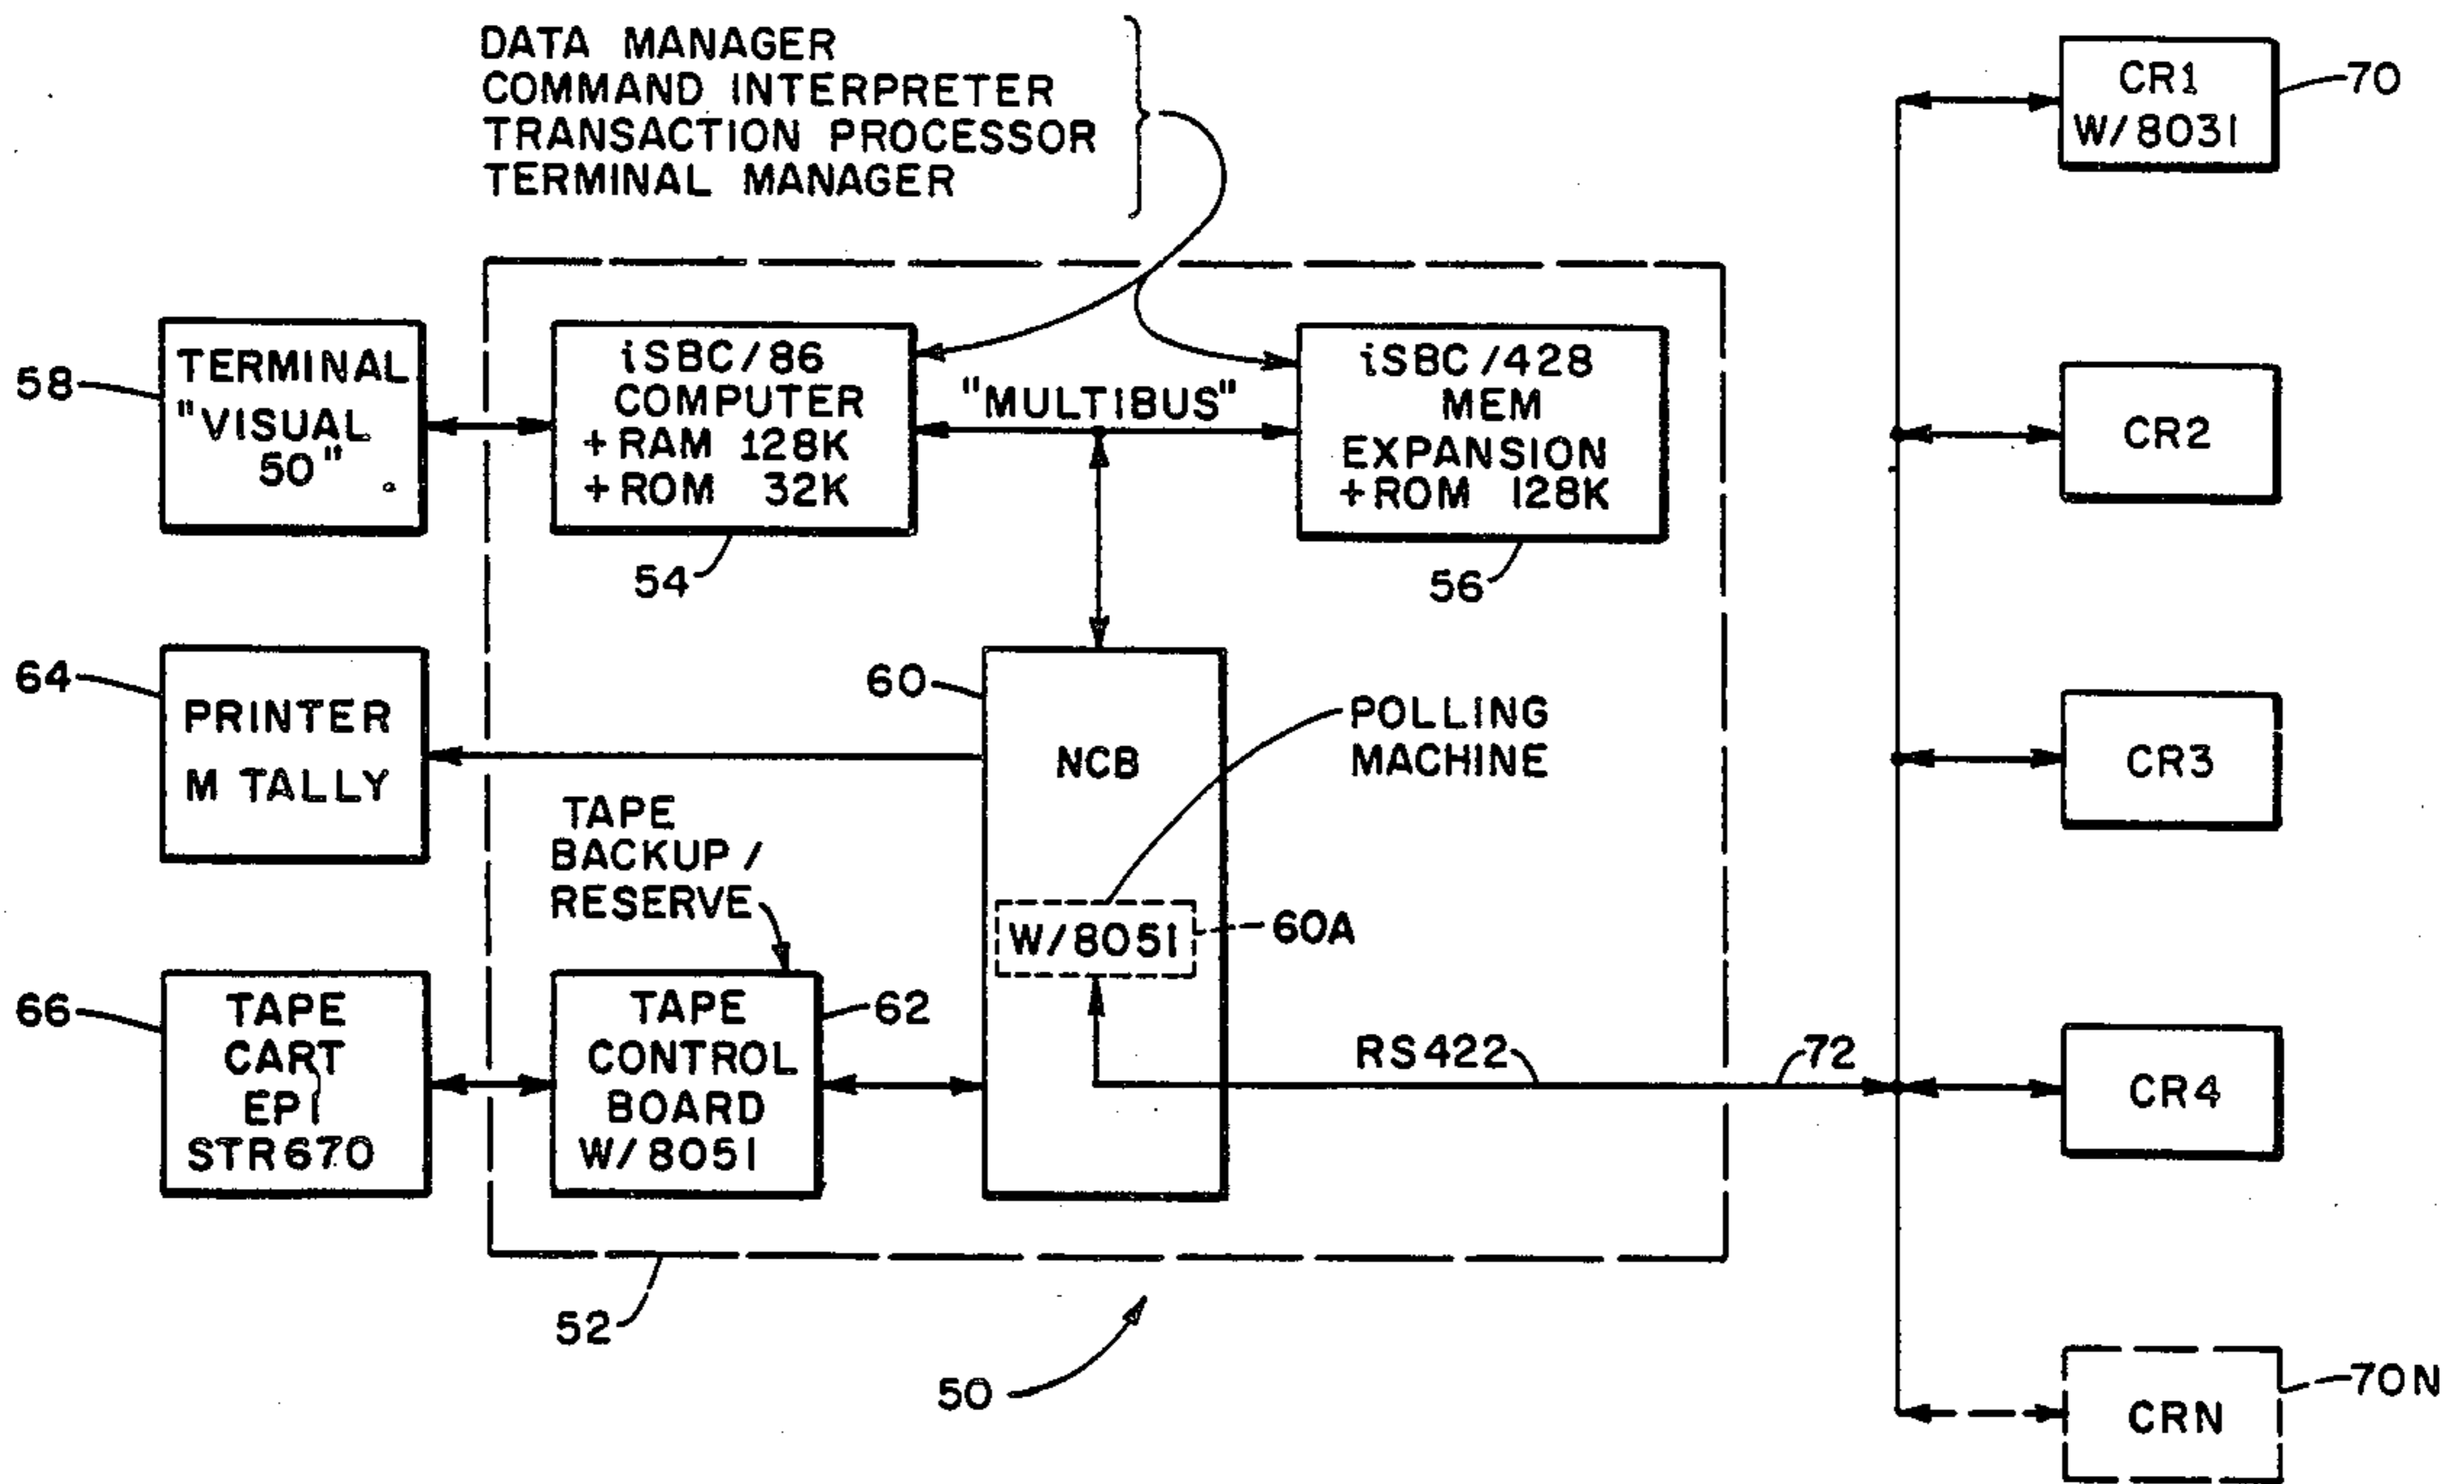 DATA MANAGER
COMMAND INTERPRETER
TRANSACTION PROCESSOR
TERMINAL MANAGER
CR1
W/8031
70
58
TERMINAL
"VISUAL
50"
iSBC/86
COMPUTER
+RAM 128K
+ROM 32K
54
"MULTIBUS"
iSBC/428
MEM
EXPANSION
+ROM 128K
56
CR2
64
PRINTER
M TALLY
60
NCB
POLLING
MACHINE
W/8051
60A
CR3
TAPE
BACKUP/
RESERVE
66
TAPE
CART
EPI
STR670
TAPE
CONTROL
BOARD
W/8051
62
RS422
72
CR4
52
50
CRN
70N